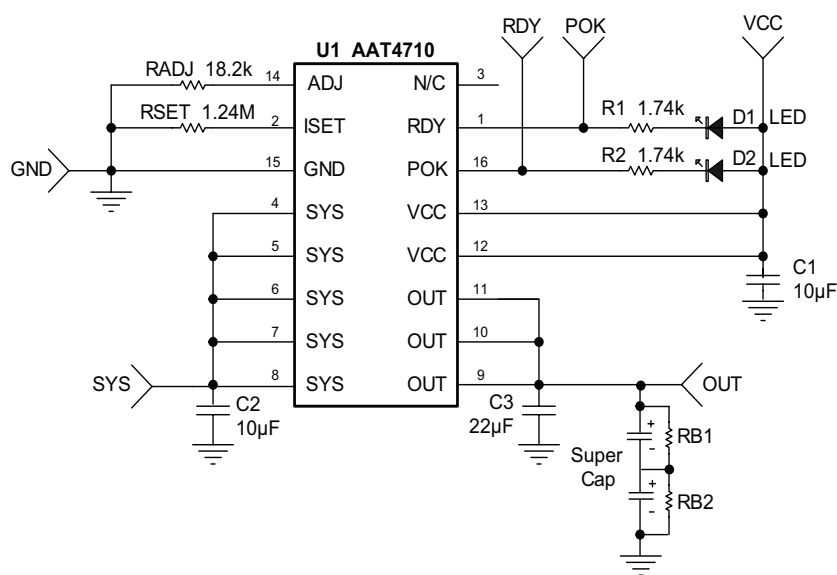 RDY POK VCC
U1 AAT4710
RADJ 18.2k 14 ADJ N/C 3
RSET 1.24M 2 ISET RDY 1 R1 1.74k D1 LED
GND 15 GND POK 16 R2 1.74k D2 LED
4 SYS VCC 13
5 SYS VCC 12
C1
10µF
6 SYS OUT 11
7 SYS OUT 10
SYS 8 SYS OUT 9 OUT
C2
10µF
C3
22µF
+
-
RB1
Super
Cap
+
-
RB2